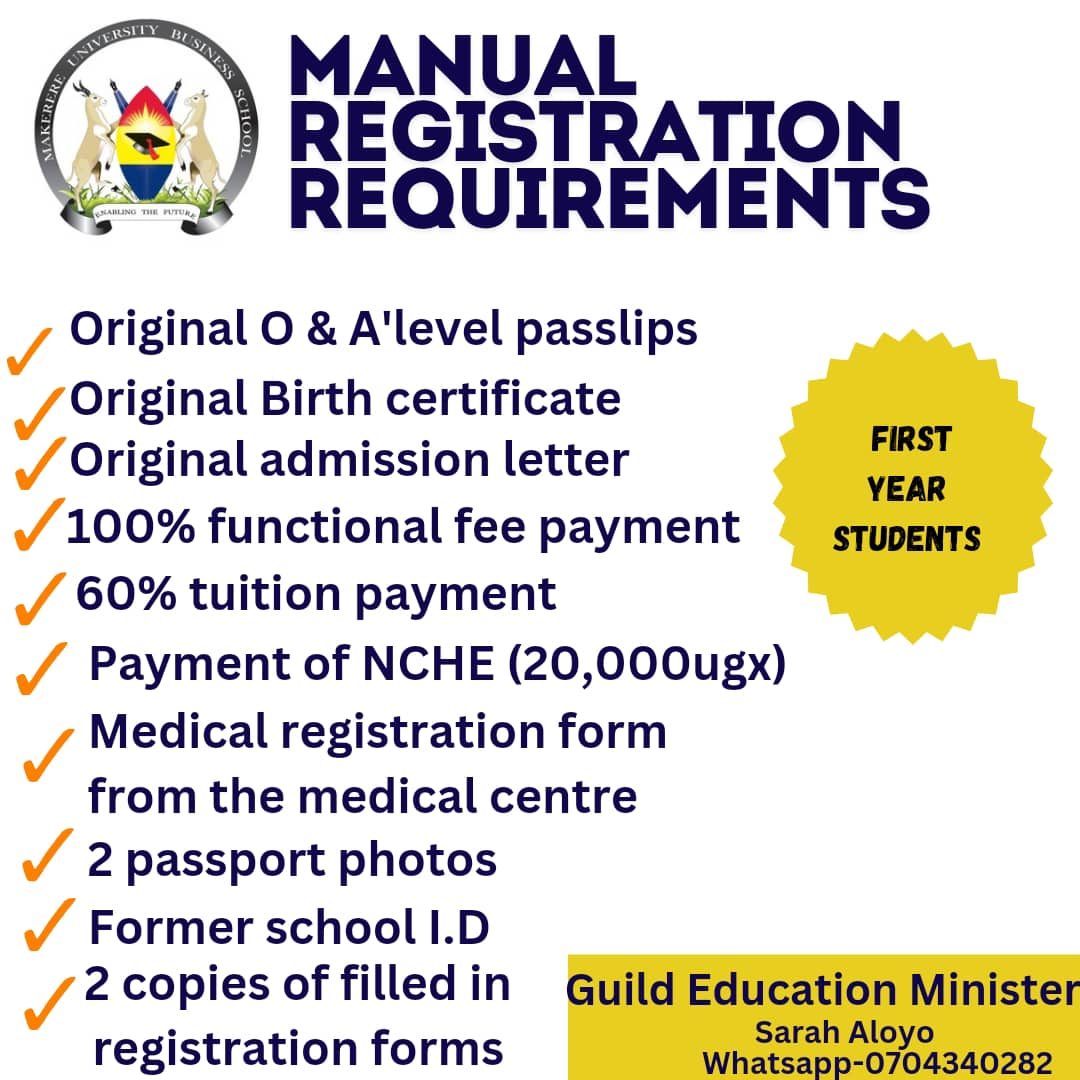 MAKERERE UNIVERSITY BUSINESS SCHOOL
ENABLING THE FUTURE
MANUAL
REGISTRATION
REQUIREMENTS
Original O & A'level passlips
Original Birth certificate
Original admission letter
100% functional fee payment
60% tuition payment
Payment of NCHE (20,000ugx)
Medical registration form
from the medical centre
2 passport photos
Former school I.D
2 copies of filled in
registration forms
FIRST
YEAR
STUDENTS
Guild Education Minister
Sarah Aloyo
Whatsapp-0704340282